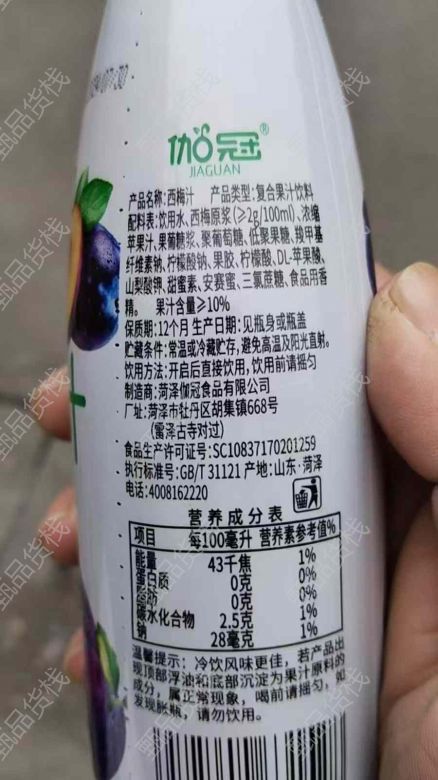 伽冠®
JIAGUAN
产品名称:西梅汁 产品类型:复合果汁饮料
配料表:饮用水、西梅原浆(≥2g/100ml)、浓缩
苹果汁、果葡糖浆、聚葡萄糖、低聚果糖、羧甲基
纤维素钠、柠檬酸钠、果胶、柠檬酸、DL-苹果酸、
山梨酸钾、甜蜜素、安赛蜜、三氯蔗糖、食品用香
精。 果汁含量≥10%
保质期:12个月 生产日期:见瓶身或瓶盖
贮藏条件:常温或冷藏贮存,避免高温及阳光直射。
饮用方法:开启后直接饮用,饮用前请摇匀
制造商:菏泽伽冠食品有限公司
厂址:菏泽市牡丹区胡集镇668号
(雷泽古寺对过)
食品生产许可证号:SC10837170201259
执行标准号:GB/T 31121 产地:山东·菏泽
电话:4008162220
营养成分表
项目 每100毫升 营养素参考值%
能量 43千焦 1%
蛋白质 0克 0%
脂肪 0克 0%
碳水化合物 2.5克 1%
钠 28毫克 1%
温馨提示:冷饮风味更佳,若产品出
现顶部浮油和底部沉淀为果汁原料的
成分,属正常现象,喝前请摇匀,如
发现胀瓶,请勿饮用。
甄品货栈